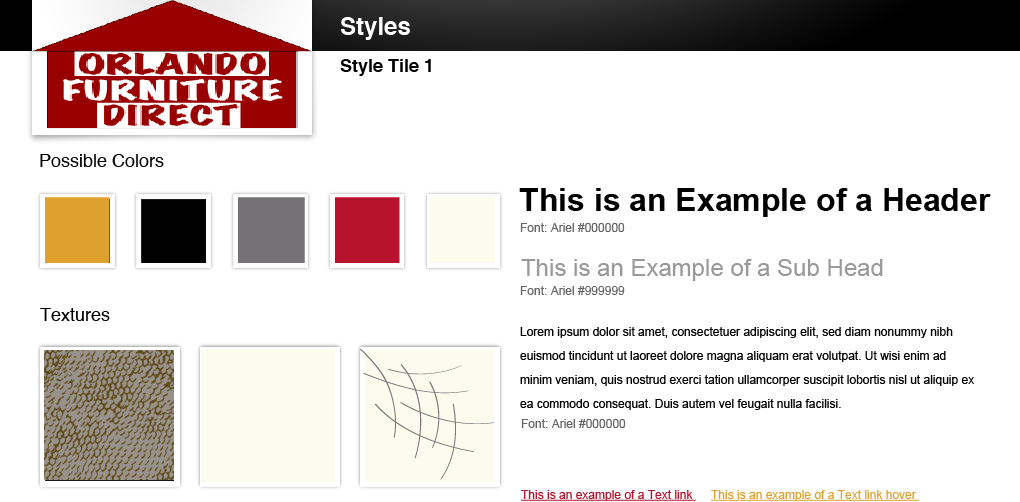 Styles
ORLANDO
FURNITURE
DIRECT
Style Tile 1
Possible Colors
This is an Example of a Header
Font: Ariel #000000
This is an Example of a Sub Head
Font: Ariel #999999
Textures
Lorem ipsum dolor sit amet, consectetuer adipiscing elit, sed diam nonummy nibh
euismod tincidunt ut laoreet dolore magna aliquam erat volutpat. Ut wisi enim ad
minim veniam, quis nostrud exerci tation ullamcorper suscipit lobortis nisl ut aliquip ex
ea commodo consequat. Duis autem vel feugait nulla facilisi.
Font: Ariel #000000
This is an example of a Text link
This is an example of a Text link hover